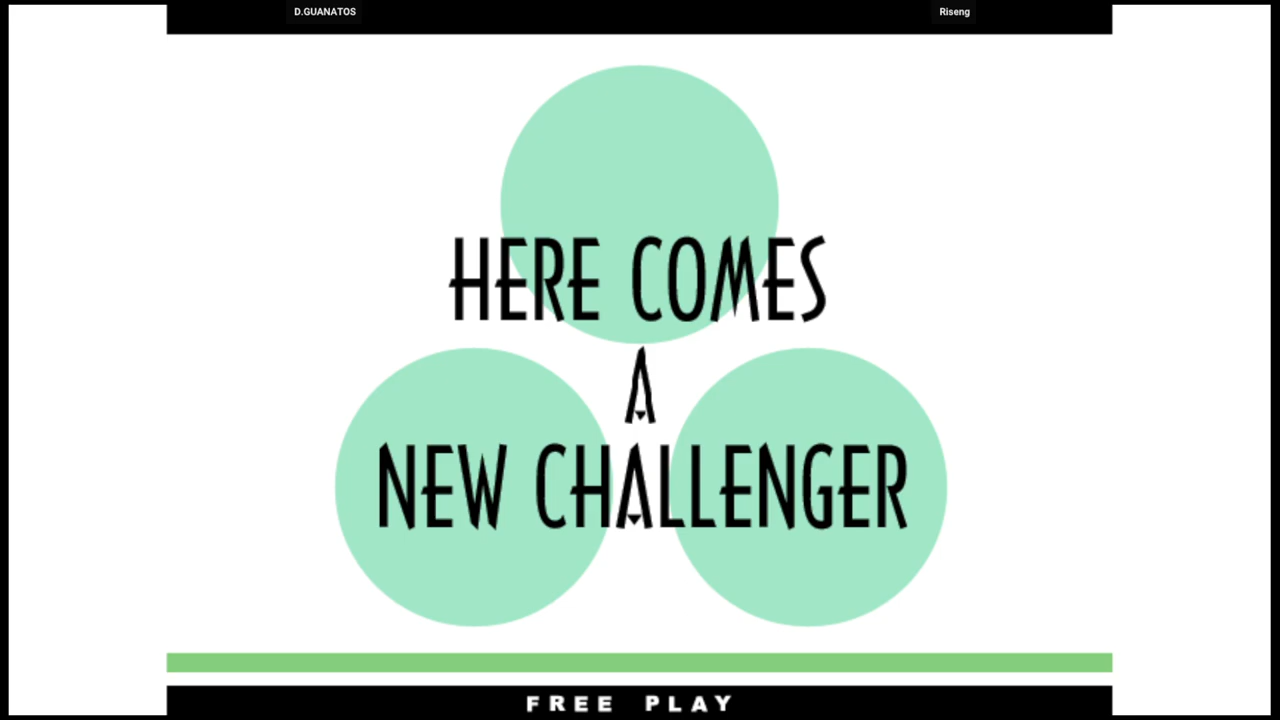 D.GUANATOS
Riseng
HERE COMES
A
NEW CHALLENGER
FREE PLAY